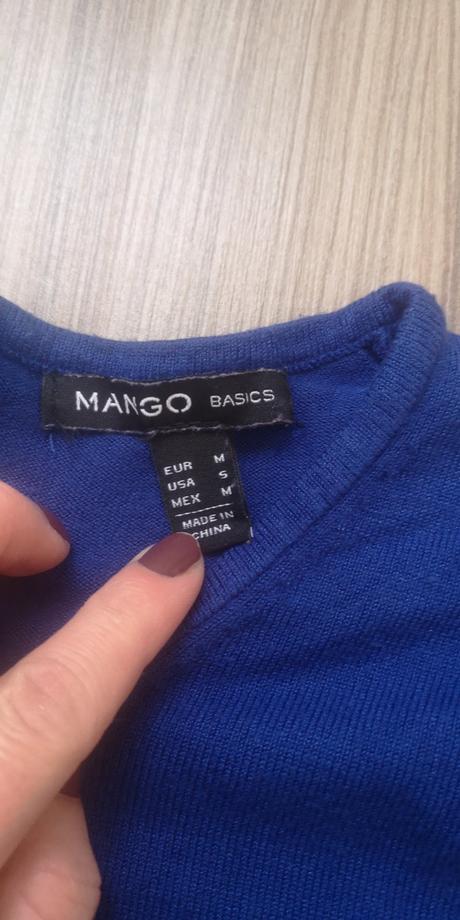 MANGO BASICS
EUR M
USA S
MEX M
MADE IN
CHINA